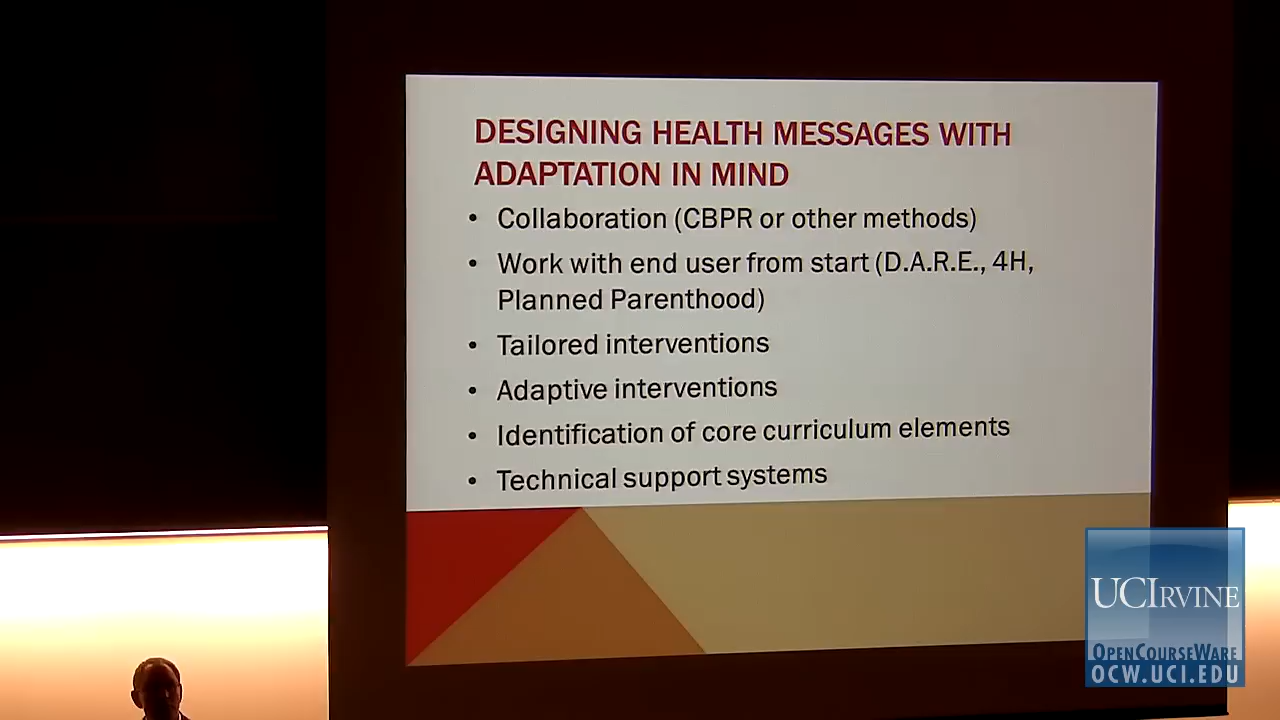 DESIGNING HEALTH MESSAGES WITH
ADAPTATION IN MIND
• Collaboration (CBPR or other methods)
• Work with end user from start (D.A.R.E., 4H,
Planned Parenthood)
• Tailored interventions
• Adaptive interventions
• Identification of core curriculum elements
• Technical support systems
UCIRVINE
OPENCOURSEWARE
OCW.UCI.EDU